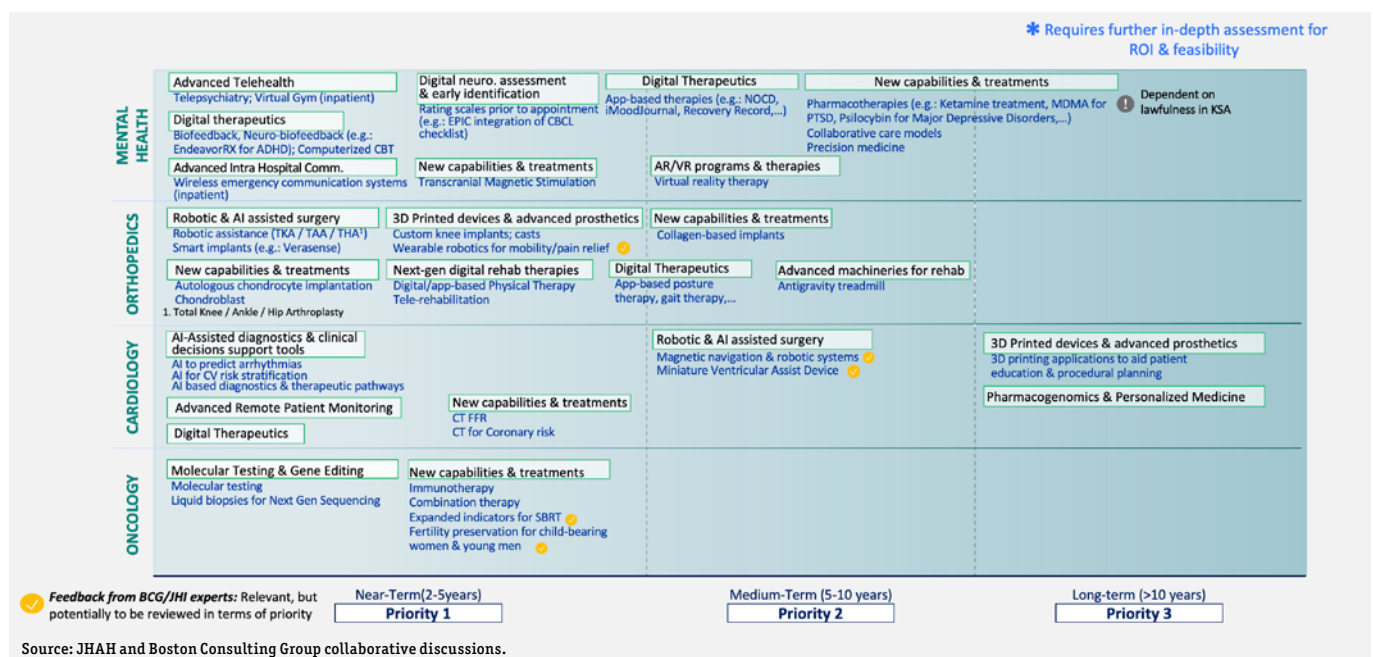 * Requires further in-depth assessment for
ROI & feasibility
MENTAL
HEALTH
Advanced Telehealth
Telepsychiatry; Virtual Gym (inpatient)
Digital therapeutics
Biofeedback, Neuro-biofeedback (e.g.:
EndeavorRX for ADHD); Computerized CBT
Advanced Intra Hospital Comm.
Wireless emergency communication systems
(inpatient)
Digital neuro. assessment
& early identification
Rating scales prior to appointment
(e.g.: EPIC integration of CBCL
checklist)
New capabilities & treatments
Transcranial Magnetic Stimulation
Digital Therapeutics
App-based therapies (e.g.: NOCD,
iMoodJournal, Recovery Record,...)
AR/VR programs & therapies
Virtual reality therapy
New capabilities & treatments
Pharmacotherapies (e.g.: Ketamine treatment, MDMA for
PTSD, Psilocybin for Major Depressive Disorders,...)
Collaborative care models
Precision medicine
! Dependent on
lawfulness in KSA
ORTHOPEDICS
Robotic & AI assisted surgery
Robotic assistance (TKA / TAA / THA¹)
Smart implants (e.g.: Verasense)
New capabilities & treatments
Autologous chondrocyte implantation
Chondroblast
1. Total Knee / Ankle / Hip Arthroplasty
3D Printed devices & advanced prosthetics
Custom knee implants; casts
Wearable robotics for mobility/pain relief
Next-gen digital rehab therapies
Digital/app-based Physical Therapy
Tele-rehabilitation
New capabilities & treatments
Collagen-based implants
Digital Therapeutics
App-based posture
therapy, gait therapy,...
Advanced machineries for rehab
Antigravity treadmill
CARDIOLOGY
AI-Assisted diagnostics & clinical
decisions support tools
AI to predict arrhythmias
AI for CV risk stratification
AI based diagnostics & therapeutic pathways
Advanced Remote Patient Monitoring
Digital Therapeutics
New capabilities & treatments
CT FFR
CT for Coronary risk
Robotic & AI assisted surgery
Magnetic navigation & robotic systems
Miniature Ventricular Assist Device
3D Printed devices & advanced prosthetics
3D printing applications to aid patient
education & procedural planning
Pharmacogenomics & Personalized Medicine
ONCOLOGY
Molecular Testing & Gene Editing
Molecular testing
Liquid biopsies for Next Gen Sequencing
New capabilities & treatments
Immunotherapy
Combination therapy
Expanded indicators for SBRT
Fertility preservation for child-bearing
women & young men
Feedback from BCG/JHI experts: Relevant, but
potentially to be reviewed in terms of priority
Near-Term(2-5years)
Priority 1
Medium-Term (5-10 years)
Priority 2
Long-term (>10 years)
Priority 3
Source: JHAH and Boston Consulting Group collaborative discussions.